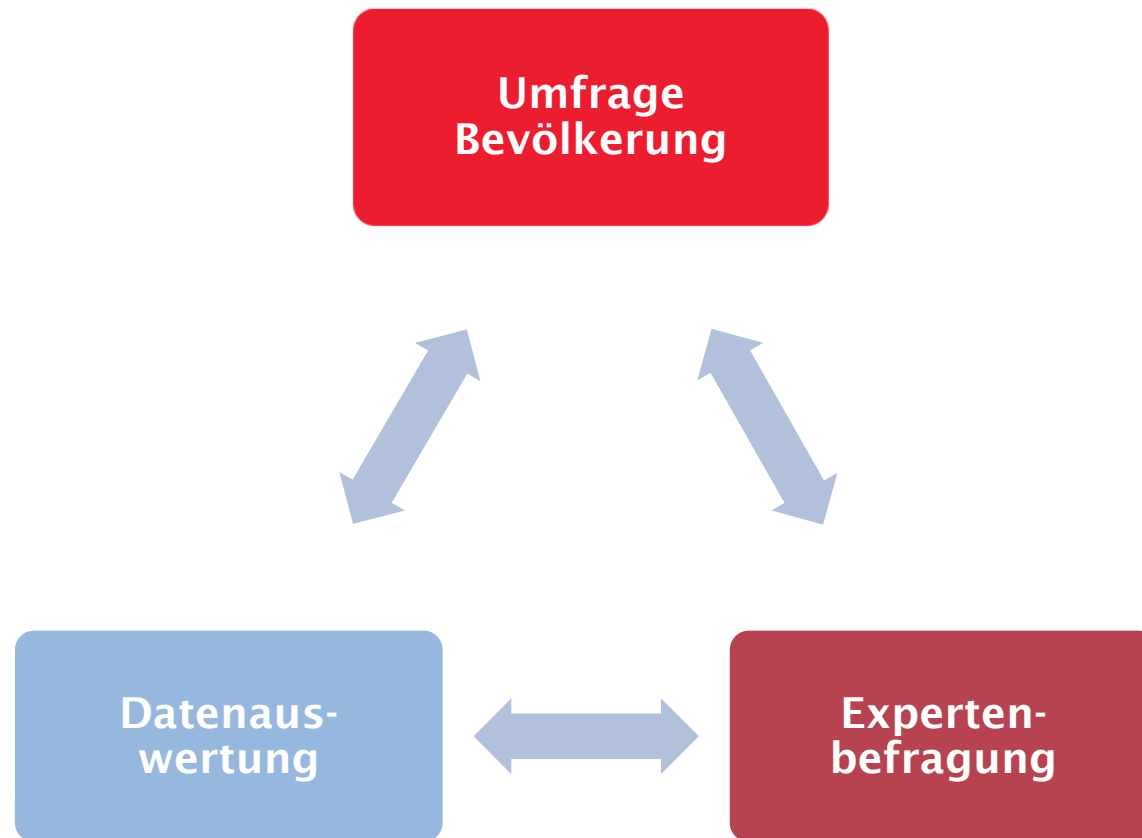 Umfrage
Bevölkerung
Datenaus-
wertung
Experten-
befragung